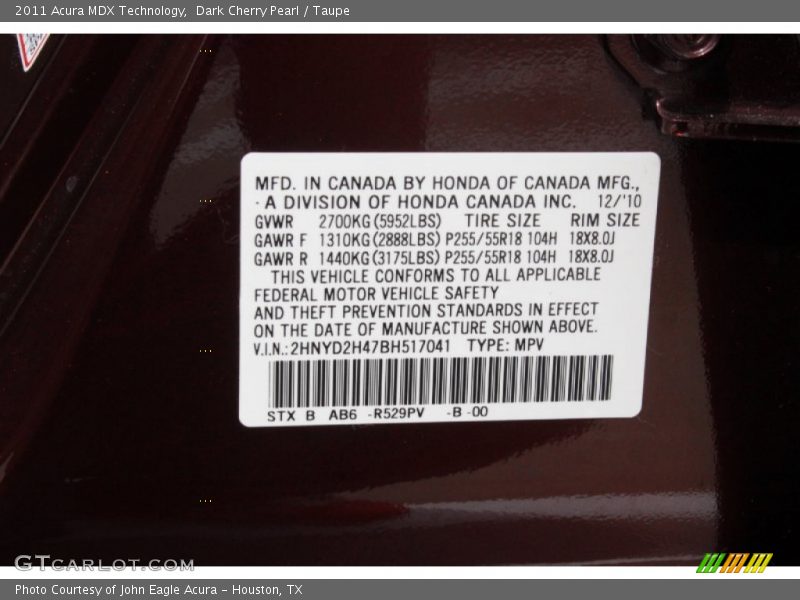 2011 Acura MDX Technology,  Dark Cherry Pearl / Taupe
MFD. IN CANADA BY HONDA OF CANADA MFG.,
· A DIVISION OF HONDA CANADA INC.   12/'10
GVWR   2700KG(5952LBS)   TIRE SIZE   RIM SIZE
GAWR F  1310KG(2888LBS) P255/55R18 104H  18X8.0J
GAWR R  1440KG(3175LBS) P255/55R18 104H  18X8.0J
THIS VEHICLE CONFORMS TO ALL APPLICABLE
FEDERAL MOTOR VEHICLE SAFETY
AND THEFT PREVENTION STANDARDS IN EFFECT
ON THE DATE OF MANUFACTURE SHOWN ABOVE.
V.I.N.:2HNYD2H47BH517041   TYPE: MPV
STX  B   AB6  -R529PV    -B -00
GTCARLOT.COM
Photo Courtesy of John Eagle Acura - Houston, TX